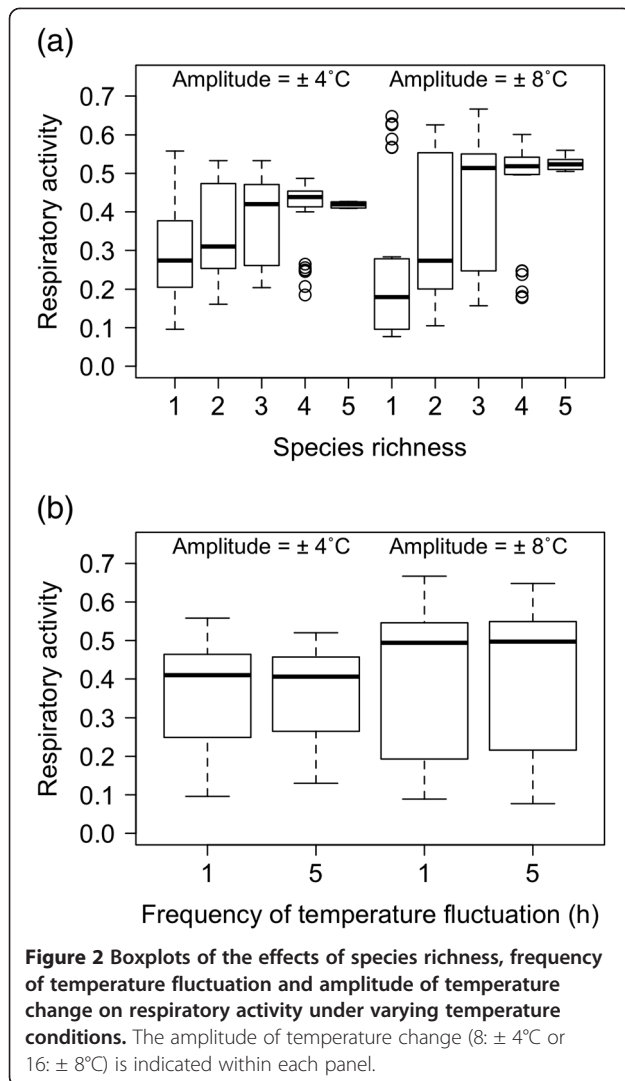 (a)
Amplitude = ± 4˚C Amplitude = ± 8˚C
0.7
0.6
0.5
0.4
0.3
0.2
0.1
0.0
Respiratory activity
1 2 3 4 5 1 2 3 4 5
Species richness
(b)
Amplitude = ± 4˚C Amplitude = ± 8˚C
0.7
0.6
0.5
0.4
0.3
0.2
0.1
0.0
Respiratory activity
1 5 1 5
Frequency of temperature fluctuation (h)
Figure 2 Boxplots of the effects of species richness, frequency
of temperature fluctuation and amplitude of temperature
change on respiratory activity under varying temperature
conditions. The amplitude of temperature change (8: ± 4°C or
16: ± 8°C) is indicated within each panel.